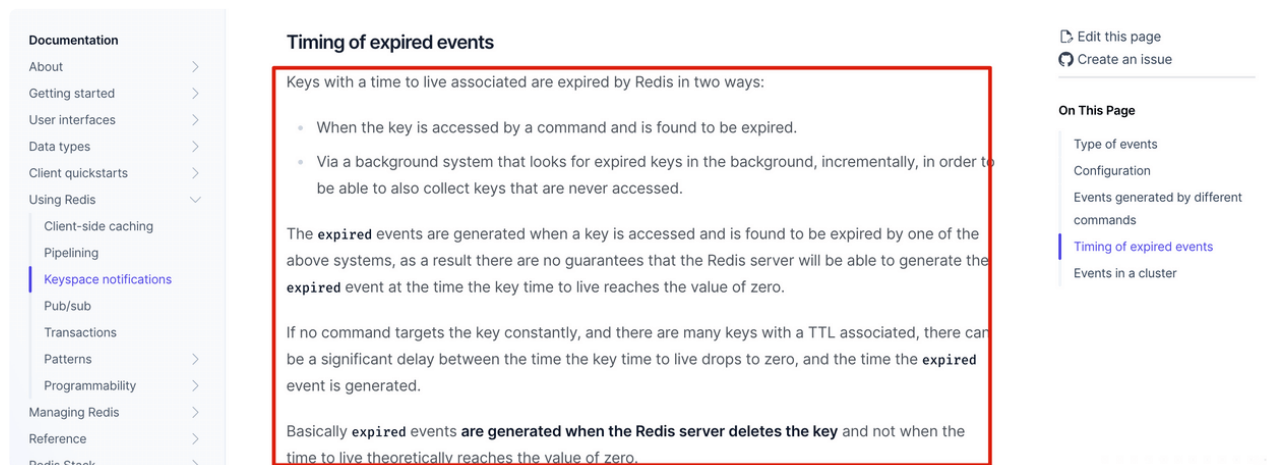 Documentation
About
Getting started
User interfaces
Data types
Client quickstarts
Using Redis
Client-side caching
Pipelining
Keyspace notifications
Pub/sub
Transactions
Patterns
Programmability
Managing Redis
Reference
Redis Stack
Timing of expired events
Keys with a time to live associated are expired by Redis in two ways:
When the key is accessed by a command and is found to be expired.
Via a background system that looks for expired keys in the background, incrementally, in order to
be able to also collect keys that are never accessed.
The expired events are generated when a key is accessed and is found to be expired by one of the
above systems, as a result there are no guarantees that the Redis server will be able to generate the
expired event at the time the key time to live reaches the value of zero.
If no command targets the key constantly, and there are many keys with a TTL associated, there can
be a significant delay between the time the key time to live drops to zero, and the time the expired
event is generated.
Basically expired events are generated when the Redis server deletes the key and not when the
time to live theoretically reaches the value of zero.
Edit this page
Create an issue
On This Page
Type of events
Configuration
Events generated by different
commands
Timing of expired events
Events in a cluster